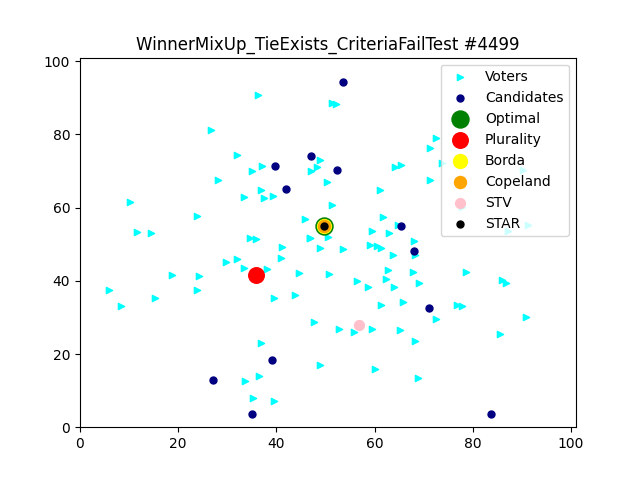 WinnerMixUp_TieExists_CriteriaFailTest #4499
Voters
Candidates
Optimal
Plurality
Borda
Copeland
STV
STAR
100
80
60
40
20
0
0 20 40 60 80 100